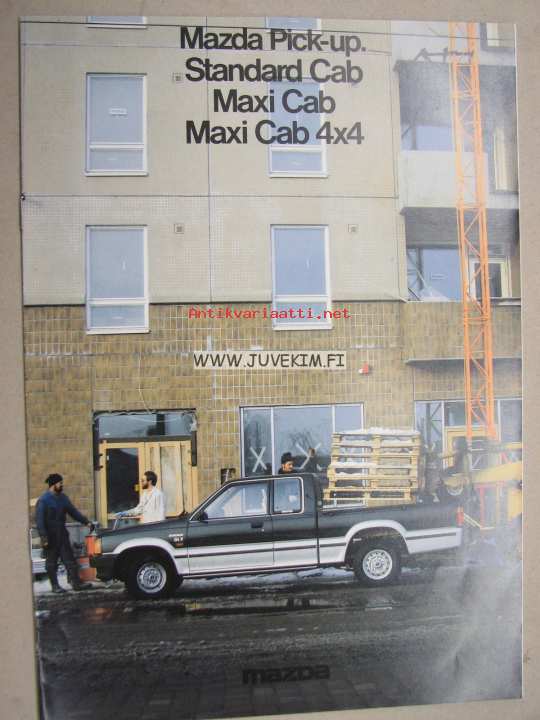 Mazda Pick-up.
Standard Cab
Maxi Cab
Maxi Cab 4x4
Antikvariaatti.net
WWW.JUVEKIM.FI
mazda